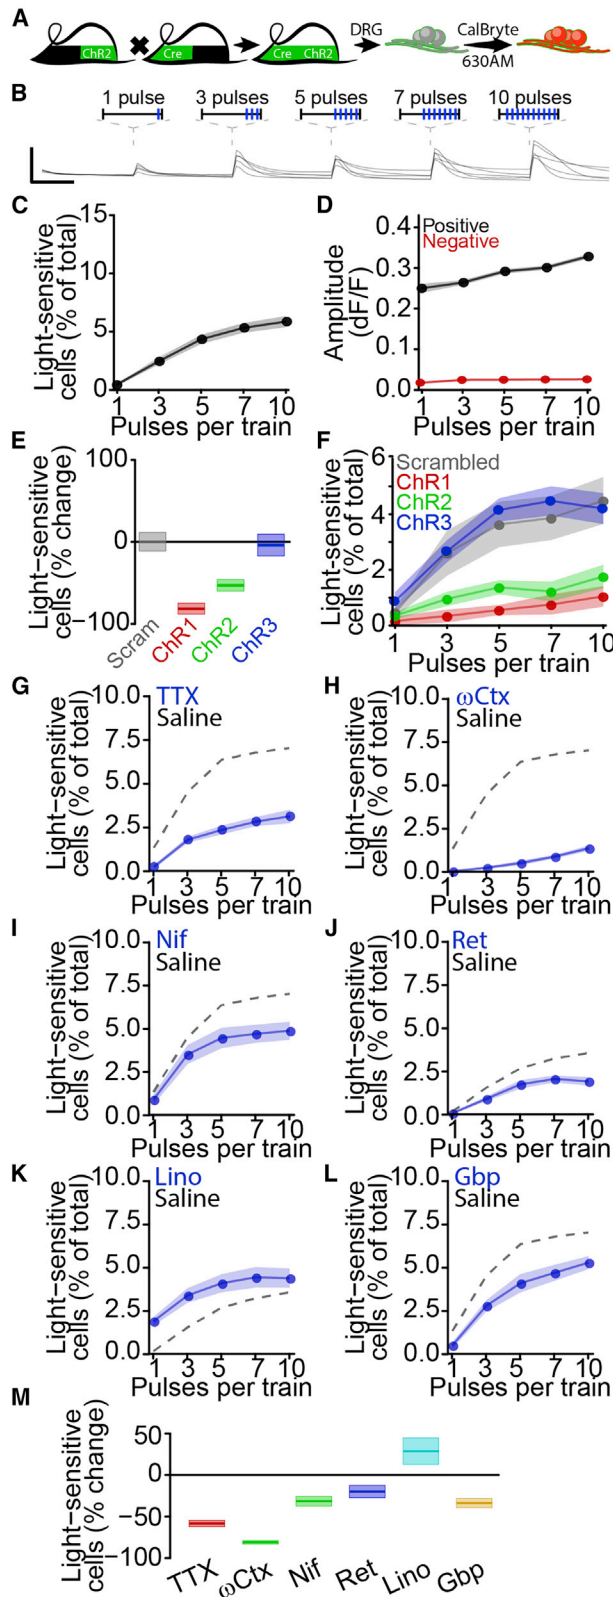 A
ChR2
Cre
Cre ChR2
DRG
CalBryte
630AM
B
1 pulse
3 pulses
5 pulses
7 pulses
10 pulses
C
Light-sensitive
cells (% of total)
15
10
5
0
1 3 5 7 10
Pulses per train
D
Amplitude
(dF/F)
0.4
0.3
0.2
0.1
0.0
Positive
Negative
1 3 5 7 10
Pulses per train
E
Light-sensitive
cells (% change)
100
0
−100
Scram
ChR1
ChR2
ChR3
F
Light-sensitive
cells (% of total)
6
4
2
0
Scrambled
ChR1
ChR2
ChR3
1 3 5 7 10
Pulses per train
G
Light−sensitive
cells (% of total)
10.0
7.5
5.0
2.5
0.0
TTX
Saline
1 3 5 7 10
Pulses per train
H
Light−sensitive
cells (% of total)
10.0
7.5
5.0
2.5
0.0
ωCtx
Saline
1 3 5 7 10
Pulses per train
I
Light−sensitive
cells (% of total)
10.0
7.5
5.0
2.5
0.0
Nif
Saline
1 3 5 7 10
Pulses per train
J
Light−sensitive
cells (% of total)
10.0
7.5
5.0
2.5
0.0
Ret
Saline
1 3 5 7 10
Pulses per train
K
Light−sensitive
cells (% of total)
10.0
7.5
5.0
2.5
0.0
Lino
Saline
1 3 5 7 10
Pulses per train
L
Light−sensitive
cells (% of total)
10.0
7.5
5.0
2.5
0.0
Gbp
Saline
1 3 5 7 10
Pulses per train
M
Light−sensitive
cells (% change)
50
0
−50
−100
TTX
ωCtx
Nif
Ret
Lino
Gbp